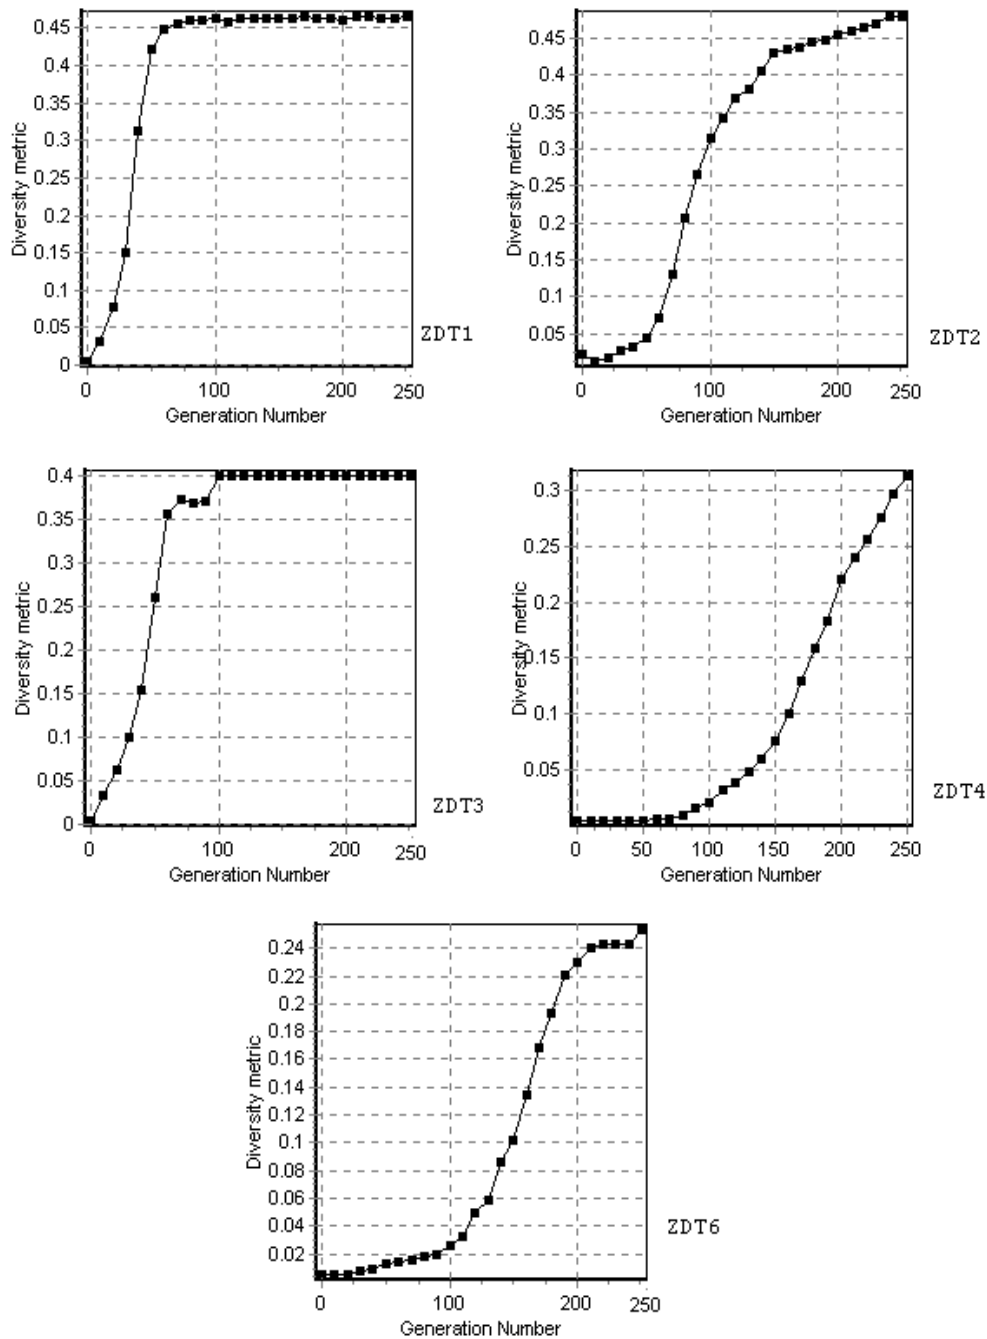 0.45
0.4
0.35
0.3
0.25
0.2
0.15
0.1
0.05
0
Diversity metric
0 100 200 250
Generation Number
ZDT1
0.45
0.4
0.35
0.3
0.25
0.2
0.15
0.1
0.05
Diversity metric
0 100 200 250
Generation Number
ZDT2
0.4
0.35
0.3
0.25
0.2
0.15
0.1
0.05
0
Diversity metric
0 100 200 250
Generation Number
ZDT3
0.3
0.25
0.2
0.15
0.1
0.05
Diversity metric
0 50 100 150 200 250
Generation Number
ZDT4
0.24
0.22
0.2
0.18
0.16
0.14
0.12
0.1
0.08
0.06
0.04
0.02
Diversity metric
0 100 200 250
Generation Number
ZDT6